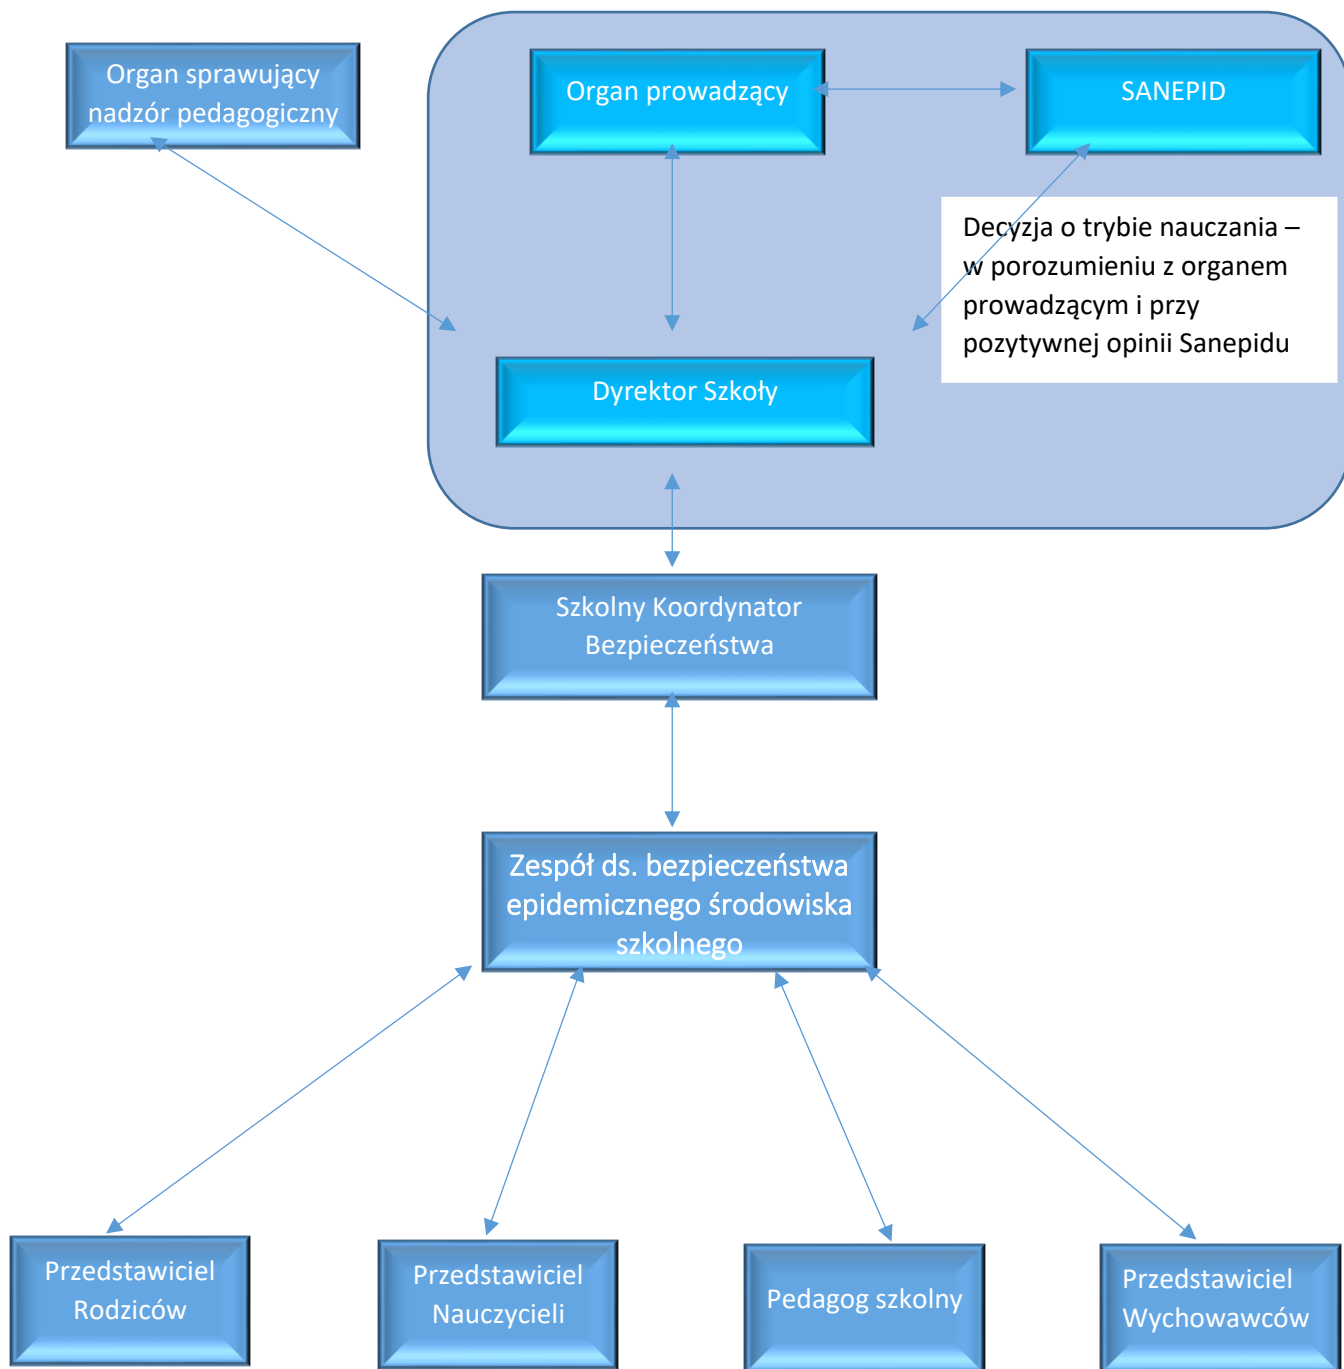 Organ sprawujący
nadzór pedagogiczny
Organ prowadzący
SANEPID
Decyzja o trybie nauczania –
w porozumieniu z organem
prowadzącym i przy
pozytywnej opinii Sanepidu
Dyrektor Szkoły
Szkolny Koordynator
Bezpieczeństwa
Zespół ds. bezpieczeństwa
epidemicznego środowiska
szkolnego
Przedstawiciel
Rodziców
Przedstawiciel
Nauczycieli
Pedagog szkolny
Przedstawiciel
Wychowawców